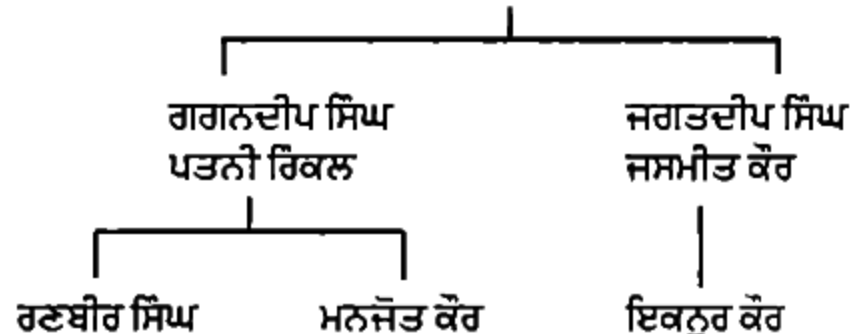 ਗਗਨਦੀਪ ਸਿੰਘ ਜਗਤਦੀਪ ਸਿੰਘ
ਪਤਨੀ ਰਿੰਕਲ ਜਸਮੀਤ ਕੌਰ
ਰਣਬੀਰ ਸਿੰਘ ਮਨਜੋਤ ਕੌਰ ਇਕਨੂਰ ਕੌਰ